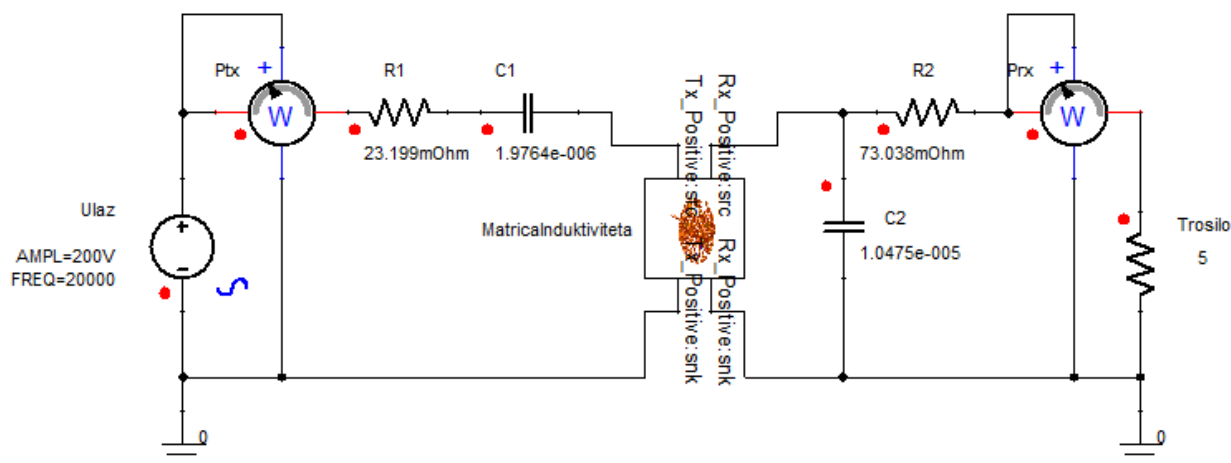 Ptx
+
W
R1
23.199mOhm
C1
1.9764e-006
Tx_Positive:src
Rx_Positive:src
R2
73.038mOhm
Prx
+
W
Ulaz
AMPL=200V
FREQ=20000
+
−
MatricaInduktiviteta
Tx_Positive:snk
Rx_Positive:snk
C2
1.0475e-005
Trosilo
5
0
0